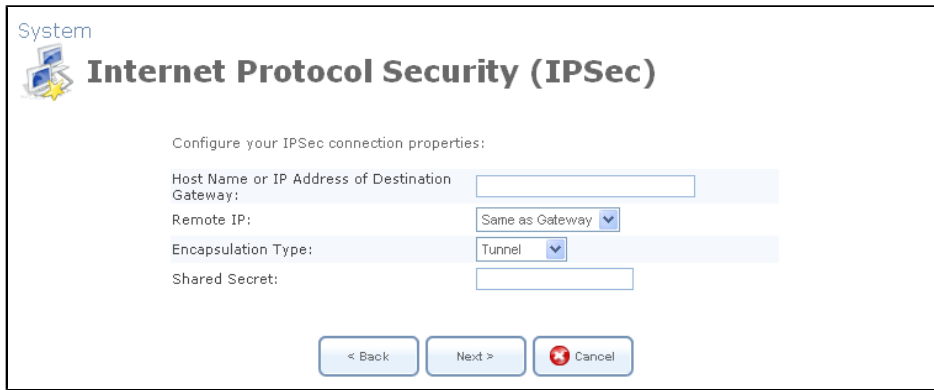 System
Internet Protocol Security (IPSec)
Configure your IPSec connection properties:
Host Name or IP Address of Destination
Gateway:
Remote IP: Same as Gateway
Encapsulation Type: Tunnel
Shared Secret:
< Back Next > Cancel